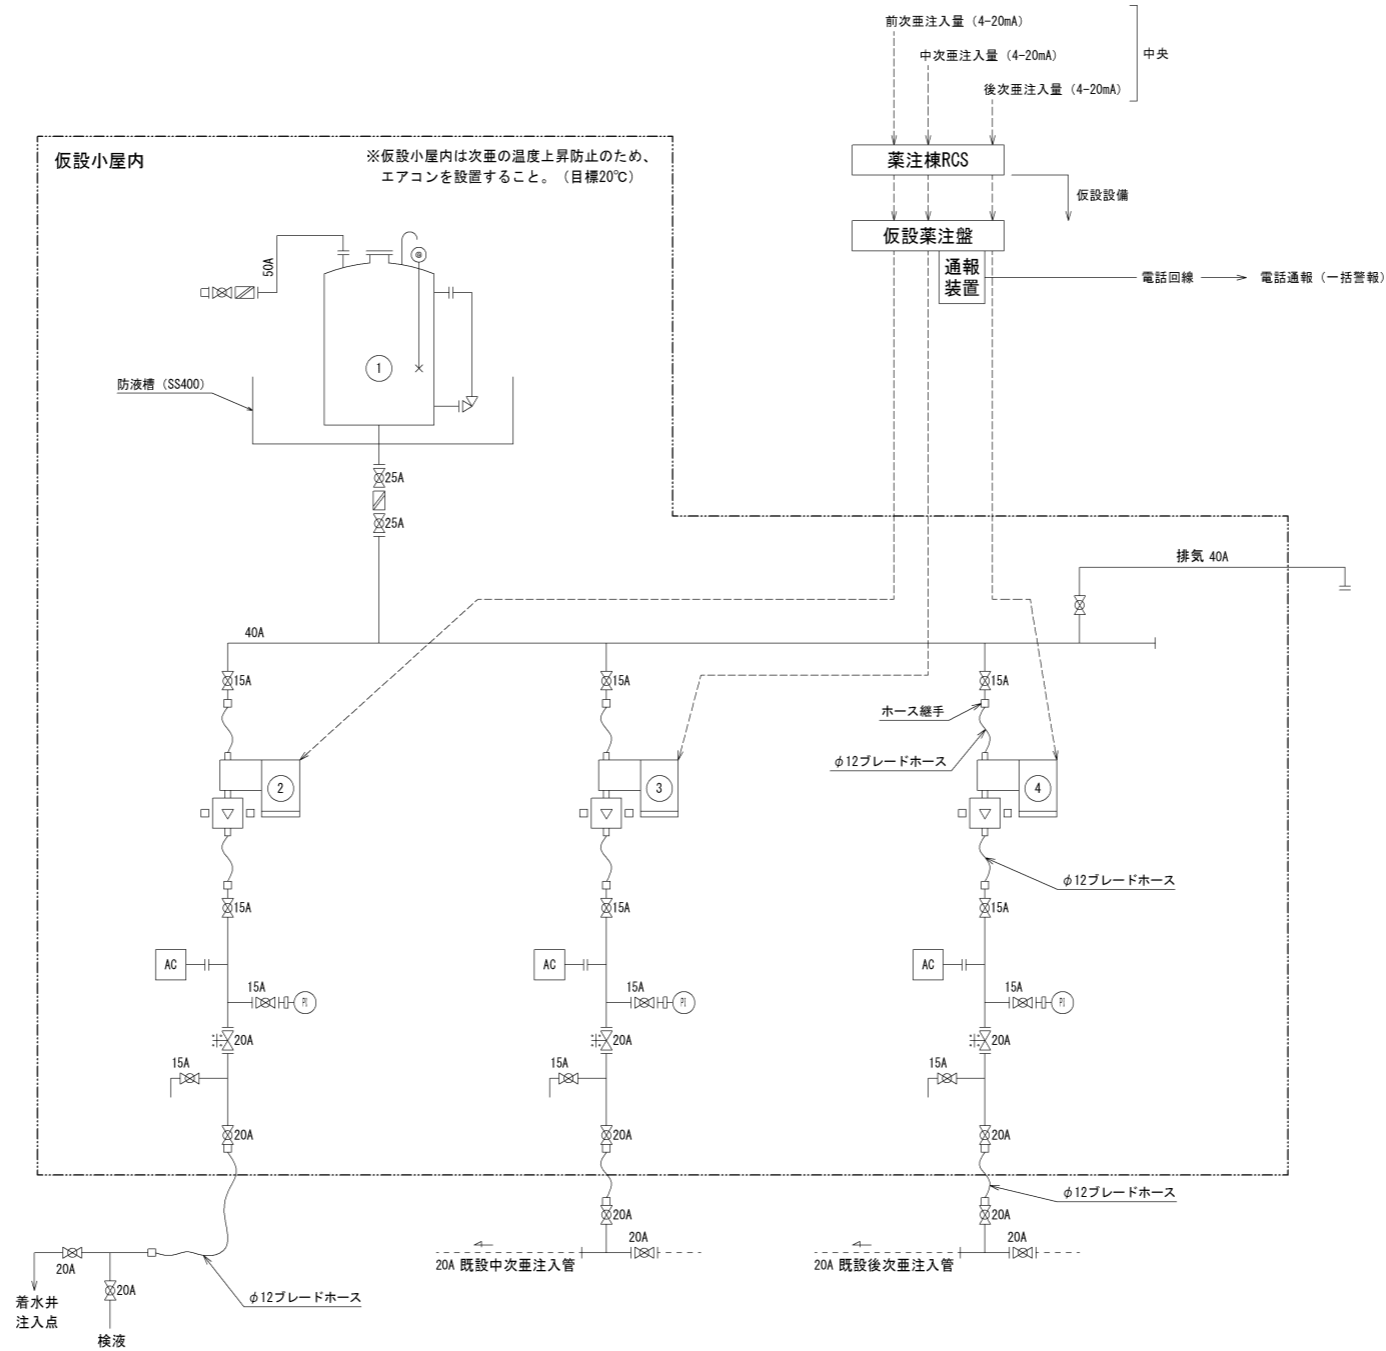 前次亜注入量（4-20mA）
中次亜注入量（4-20mA）
中央
後次亜注入量（4-20mA）
仮設小屋内
※仮設小屋内は次亜の温度上昇防止のため、
エアコンを設置すること。（目標20℃）
薬注棟RCS
仮設設備
仮設薬注盤
通報
装置
電話回線
電話通報（一括警報）
50A
1
防液槽（SS400）
25A
25A
排気 40A
40A
15A
15A
15A
ホース継手
φ12ブレードホース
2
3
4
φ12ブレードホース
15A
15A
15A
AC
AC
AC
15A
PI
15A
PI
15A
PI
20A
20A
20A
15A
15A
15A
20A
20A
20A
φ12ブレードホース
20A
20A
20A
20A
20A 既設中次亜注入管
20A 既設後次亜注入管
20A
20A
φ12ブレードホース
着水井
注入点
検液